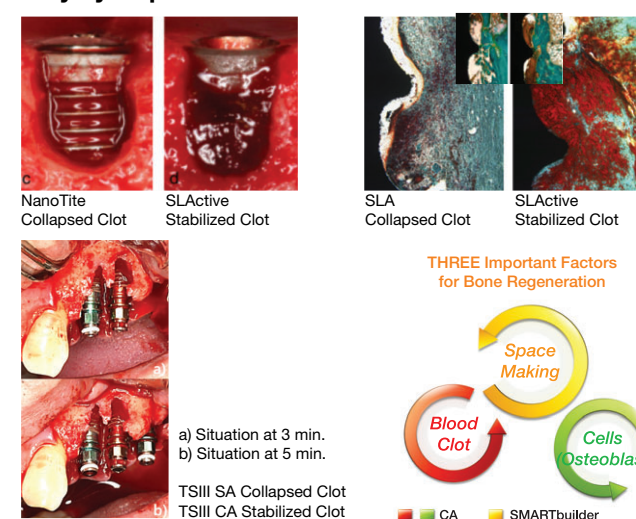 c
d
NanoTite
Collapsed Clot
SLActive
Stabilized Clot
SLA
Collapsed Clot
SLActive
Stabilized Clot
a)
b)
a) Situation at 3 min.
b) Situation at 5 min.
TSIII SA Collapsed Clot
TSIII CA Stabilized Clot
THREE Important Factors
for Bone Regeneration
Space
Making
Blood
Clot
Cells
(Osteoblas
CA
SMARTbuilder